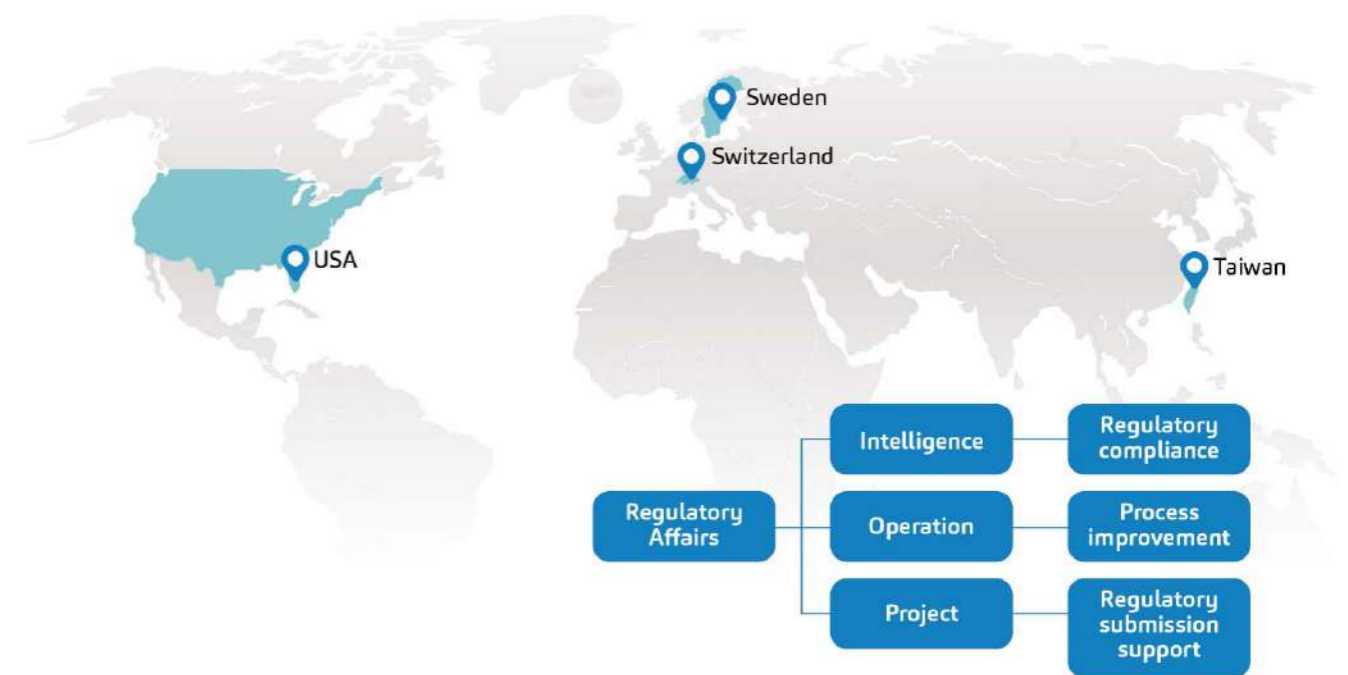 Sweden
Switzerland
USA
Taiwan
Regulatory
Affairs
Intelligence
Regulatory
compliance
Operation
Process
improvement
Project
Regulatory
submission
support